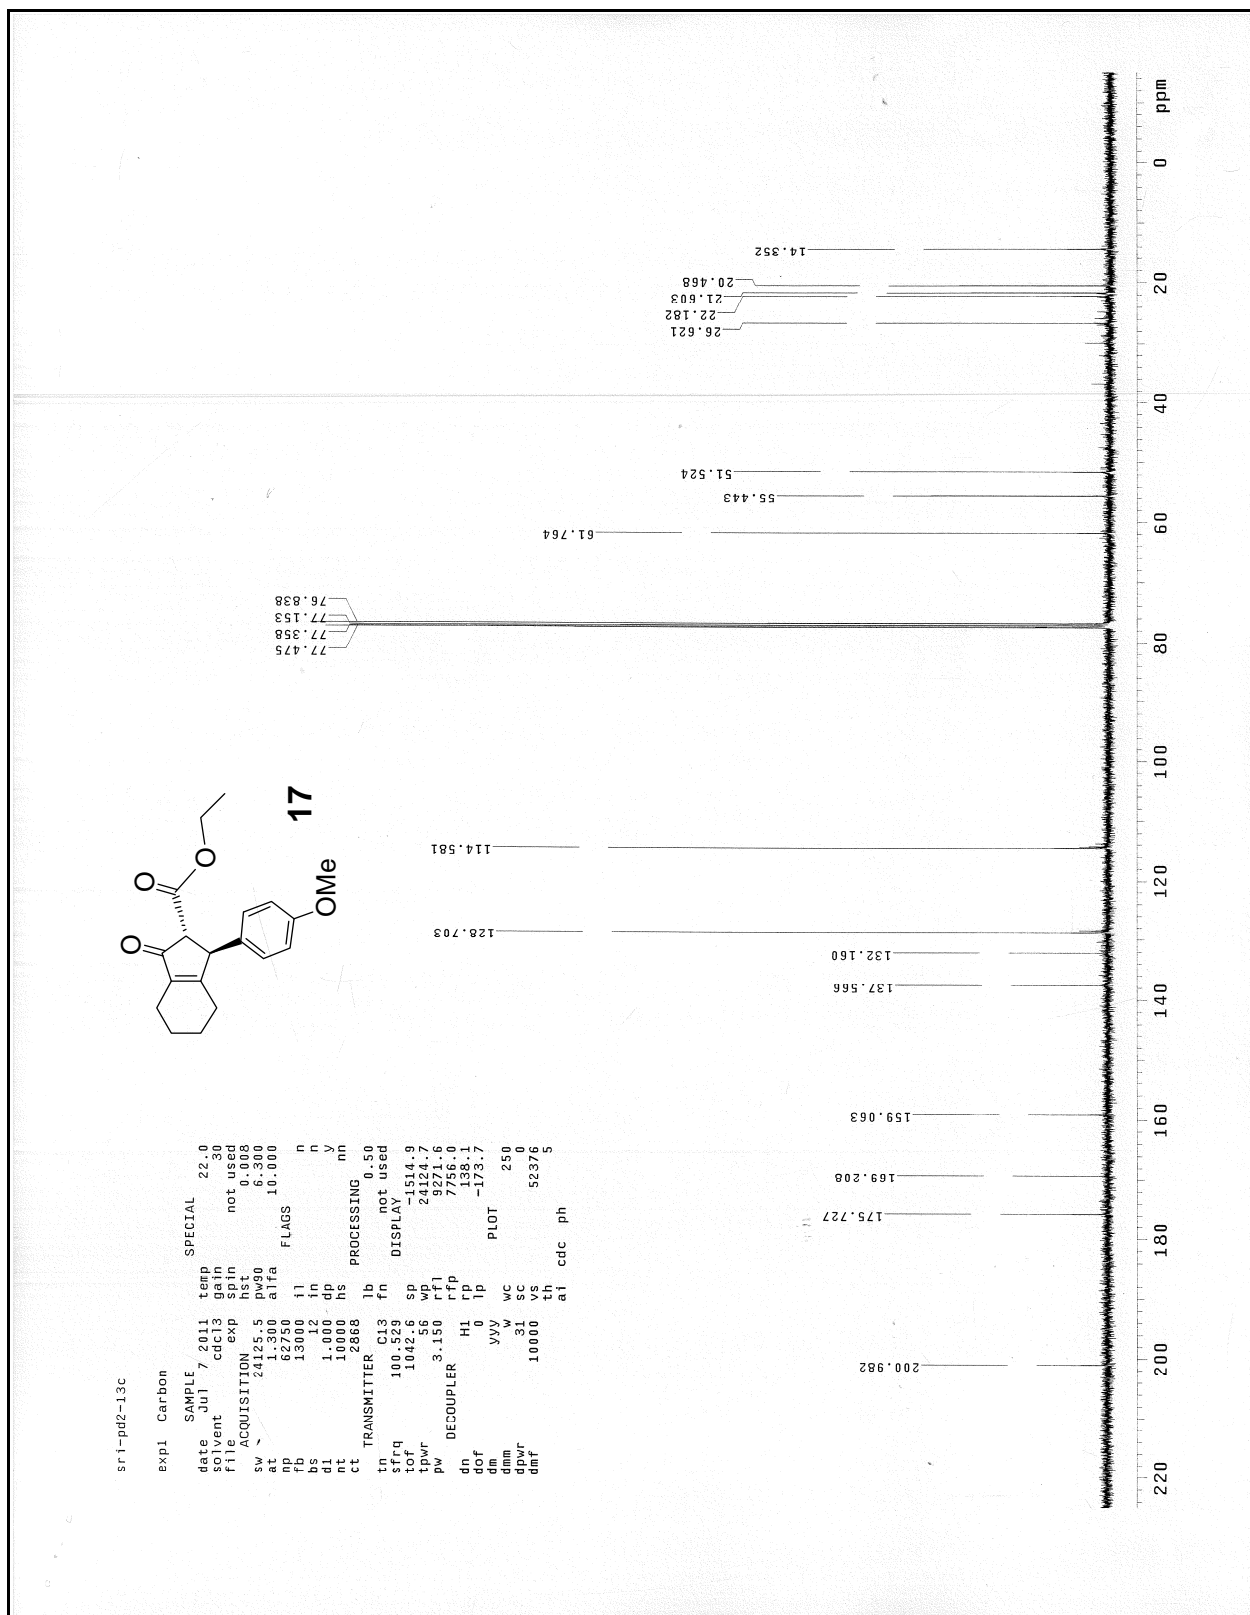 sri-pd2-13c
exp1 Carbon
SAMPLE
date Jul 7 2011
solvent cdcl3
file exp
ACQUISITION
sw 24125.5
at 1.300
np 62750
fb 13000
bs 12
d1 1.000
nt 10000
ct 2868
TRANSMITTER
tn C13
sfrq 100.529
tof 1042.6
tpwr 56
pw 3.150
DECOUPLER
dn H1
dof 0
dm yyy
dmm w
dpwr 31
dmf 10000
SPECIAL
temp 22.0
gain 30
spin not used
hst 0.008
pw90 6.300
alfa 10.000
FLAGS
il n
in n
dp y
hs nn
PROCESSING
lb 0.50
fn not used
DISPLAY
sp -1514.9
wp 24124.7
rfl 9271.6
rfp 7756.0
rp 138.1
lp -173.7
PLOT
wc 250
sc 0
vs 52376
th 5
ai cdc ph
O
O
O
OMe
17
200.982
175.727
169.208
159.063
137.566
132.160
128.703
114.581
77.475
77.358
77.153
76.838
61.764
55.443
51.524
26.621
22.182
21.603
20.468
14.352
220 200 180 160 140 120 100 80 60 40 20 0 ppm